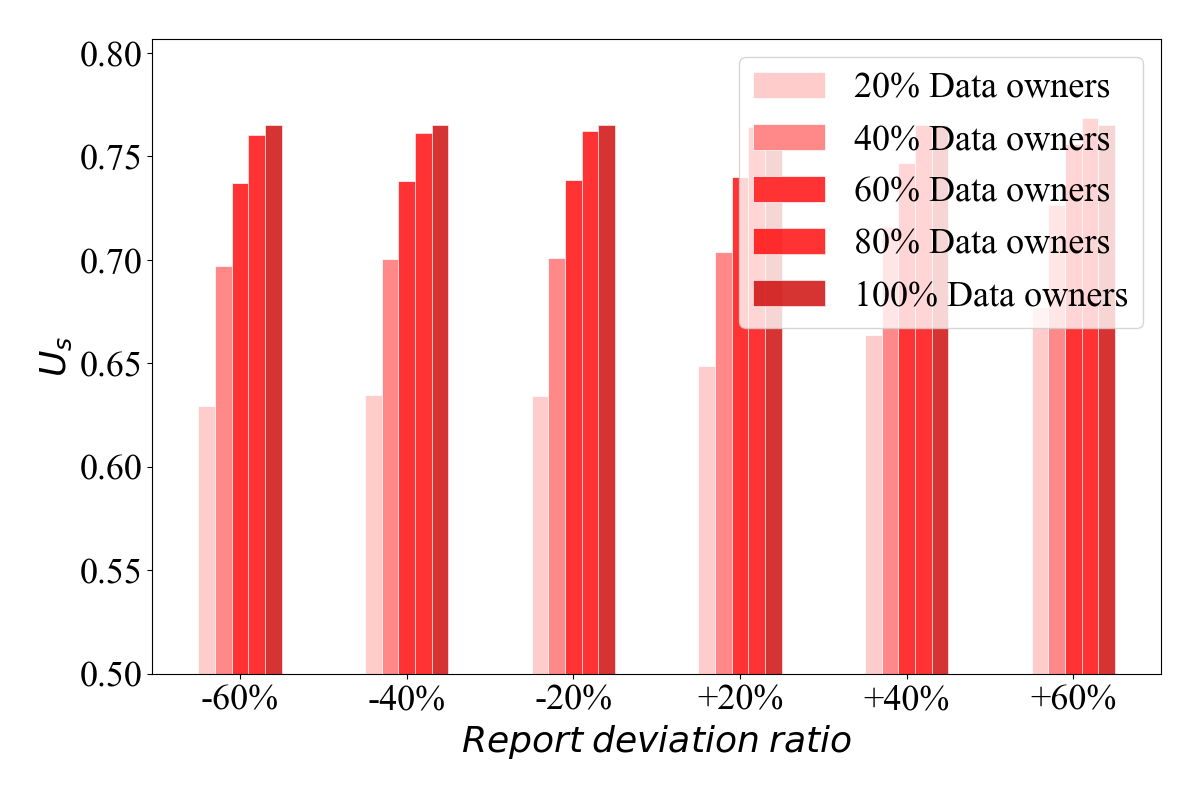 0.80
0.75
0.70
0.65
0.60
0.55
0.50
U_s
20% Data owners
40% Data owners
60% Data owners
80% Data owners
100% Data owners
-60%
-40%
-20%
+20%
+40%
+60%
Report deviation ratio